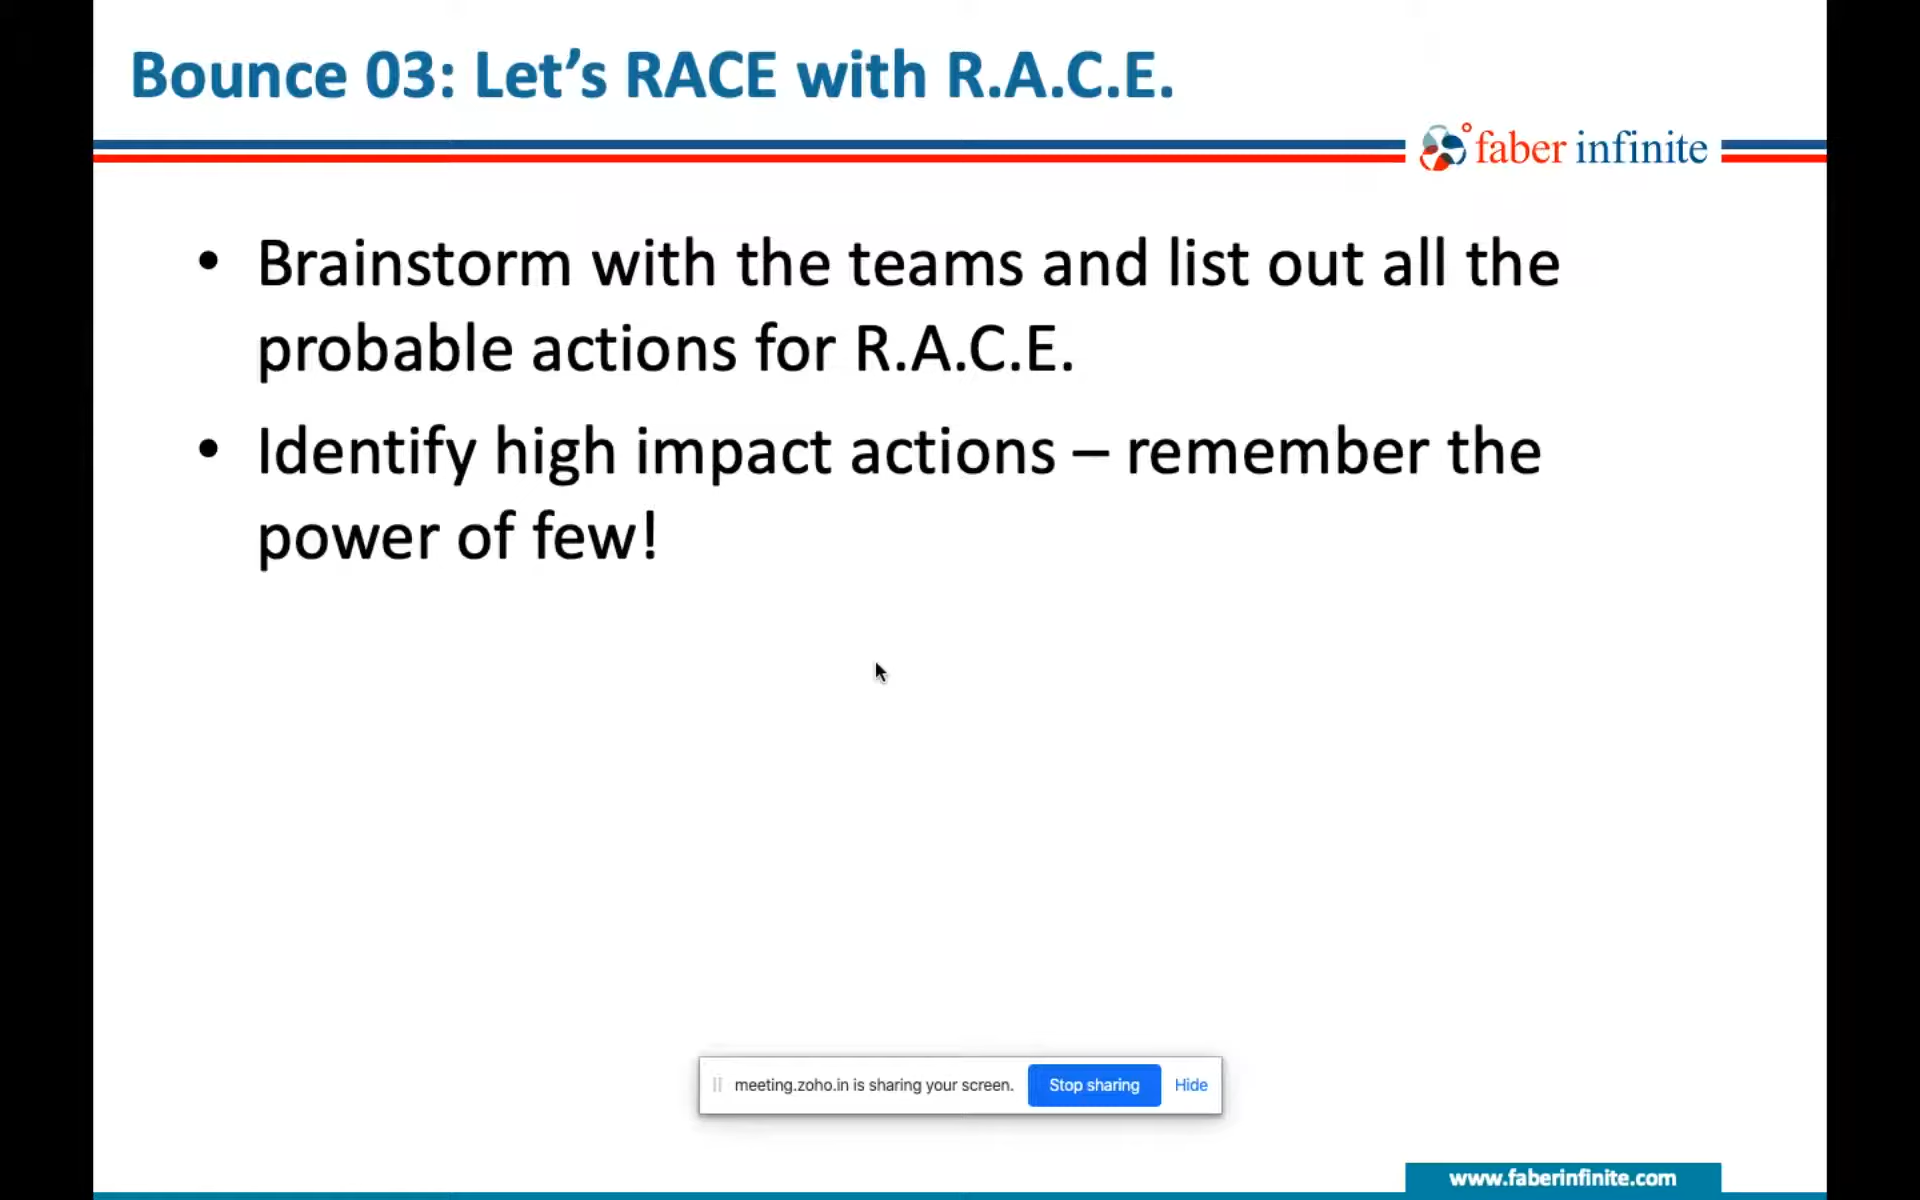 Bounce 03: Let’s RACE with R.A.C.E.
faber infinite
• Brainstorm with the teams and list out all the
probable actions for R.A.C.E.
• Identify high impact actions – remember the
power of few!
meeting.zoho.in is sharing your screen. Stop sharing Hide
www.faberinfinite.com